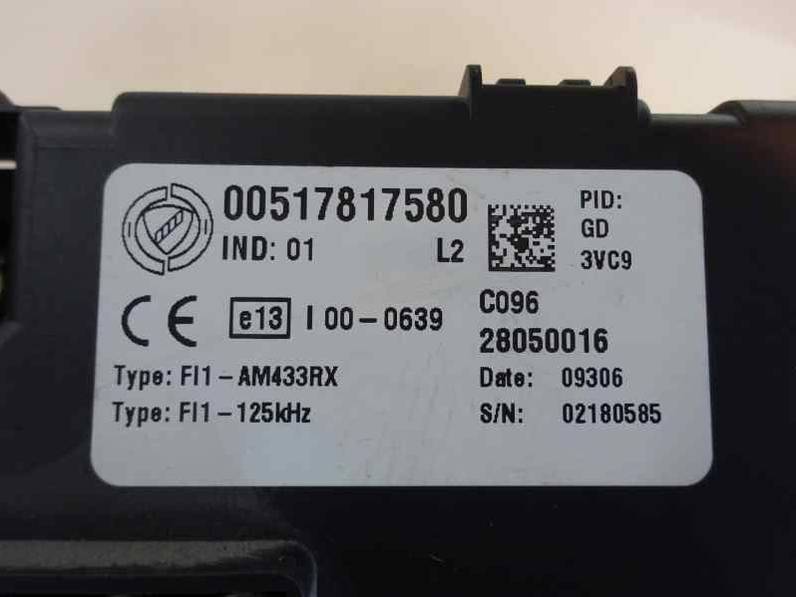 00517817580
IND: 01 L2
PID:
GD
3VC9
CE e13 I 00-0639
C096
28050016
Type: FI1-AM433RX
Date: 09306
Type: FI1-125kHz
S/N: 02180585